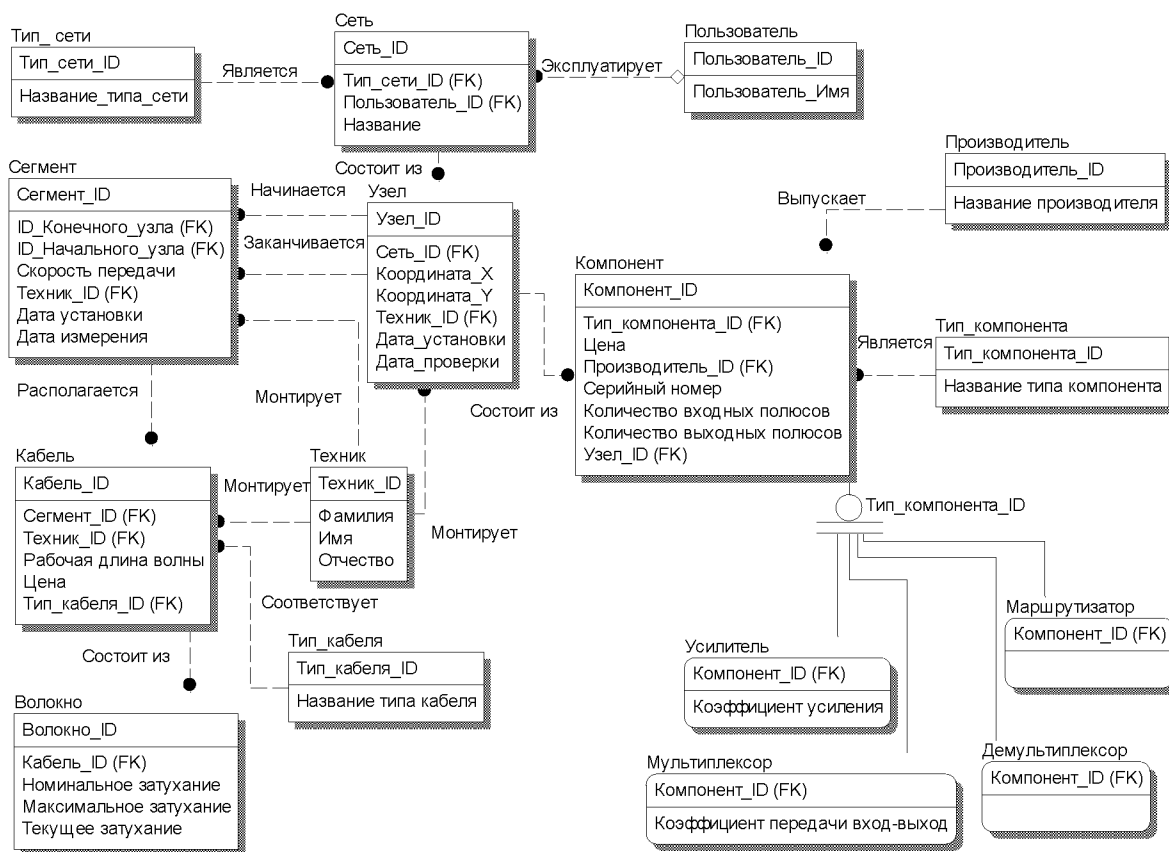 Тип_ сети
Тип_сети_ID
Название_типа_сети
Является
Сеть
Сеть_ID
Тип_сети_ID (FK)
Пользователь_ID (FK)
Название
Эксплуатирует
Пользователь
Пользователь_ID
Пользователь_Имя
Состоит из
Сегмент
Сегмент_ID
ID_Конечного_узла (FK)
ID_Начального_узла (FK)
Скорость передачи
Техник_ID (FK)
Дата установки
Дата измерения
Начинается
Заканчивается
Узел
Узел_ID
Сеть_ID (FK)
Координата_X
Координата_Y
Техник_ID (FK)
Дата_установки
Дата_проверки
Производитель
Производитель_ID
Название производителя
Выпускает
Компонент
Компонент_ID
Тип_компонента_ID (FK)
Цена
Производитель_ID (FK)
Серийный номер
Количество входных полюсов
Количество выходных полюсов
Узел_ID (FK)
Является
Тип_компонента
Тип_компонента_ID
Название типа компонента
Состоит из
Располагается
Монтирует
Кабель
Кабель_ID
Сегмент_ID (FK)
Техник_ID (FK)
Рабочая длина волны
Цена
Тип_кабеля_ID (FK)
Монтирует
Техник
Техник_ID
Фамилия
Имя
Отчество
Монтирует
Соответствует
Тип_кабеля
Тип_кабеля_ID
Название типа кабеля
Состоит из
Волокно
Волокно_ID
Кабель_ID (FK)
Номинальное затухание
Максимальное затухание
Текущее затухание
Тип_компонента_ID
Усилитель
Компонент_ID (FK)
Коэффициент усиления
Маршрутизатор
Компонент_ID (FK)
Мультиплексор
Компонент_ID (FK)
Коэффициент передачи вход-выход
Демультиплексор
Компонент_ID (FK)